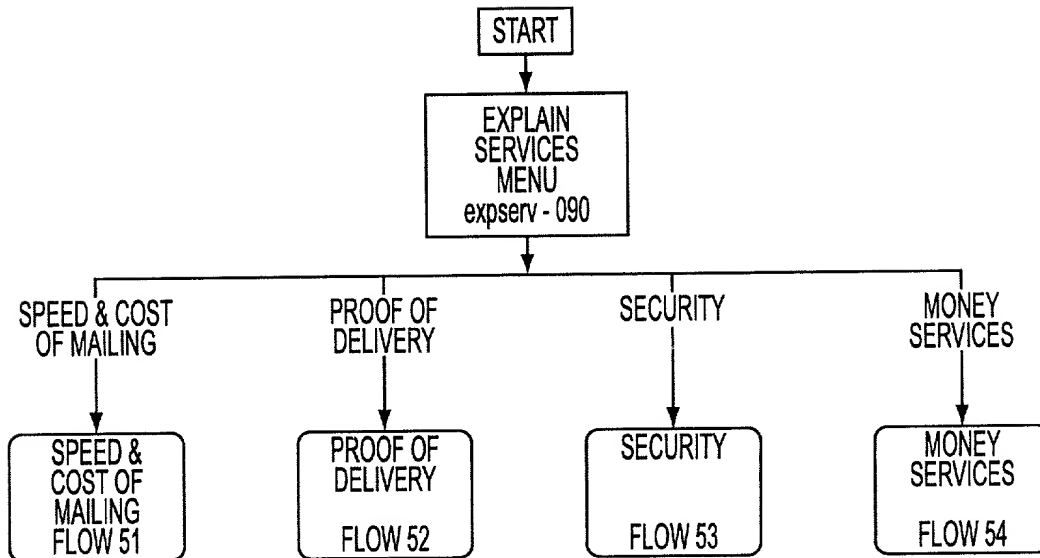 START
EXPLAIN
SERVICES
MENU
expserv - 090
SPEED & COST
OF MAILING
PROOF OF
DELIVERY
SECURITY
MONEY
SERVICES
SPEED &
COST OF
MAILING
FLOW 51
PROOF OF
DELIVERY
FLOW 52
SECURITY
FLOW 53
MONEY
SERVICES
FLOW 54